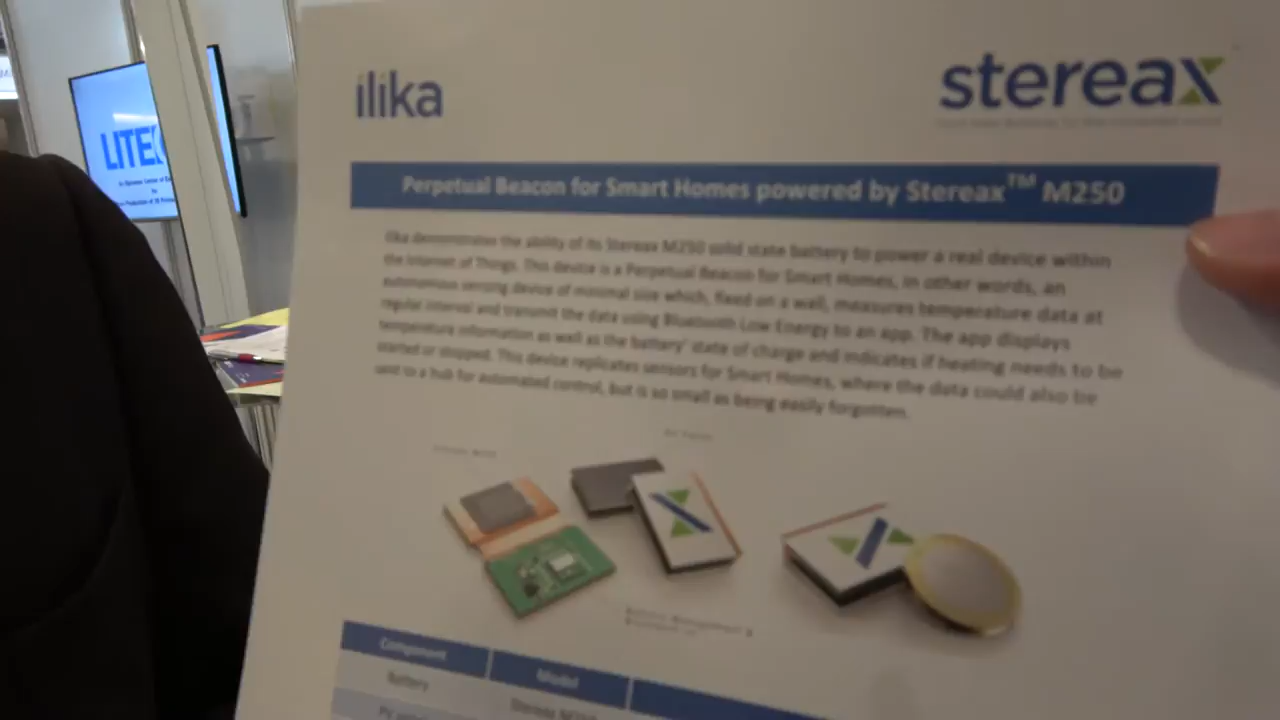 LITE
ilika
stereax
Perpetual Beacon for Smart Homes powered by Stereax™ M250
Ilika demonstrates the ability of its Stereax M250 solid state battery to power a real device within
the Internet of Things. This device is a Perpetual Beacon for Smart Homes, in other words, an
autonomous sensing device of minimal size which, fixed on a wall, measures temperature data at
regular interval and transmit the data using Bluetooth Low Energy to an app. The app displays
temperature information as well as the battery' state of charge and indicates if heating needs to be
started or stopped. This device replicates sensors for Smart Homes, where the data could also be
sent to a hub for automated control, but is so small as being easily forgotten.
Component
Model
Battery
Stereax M250